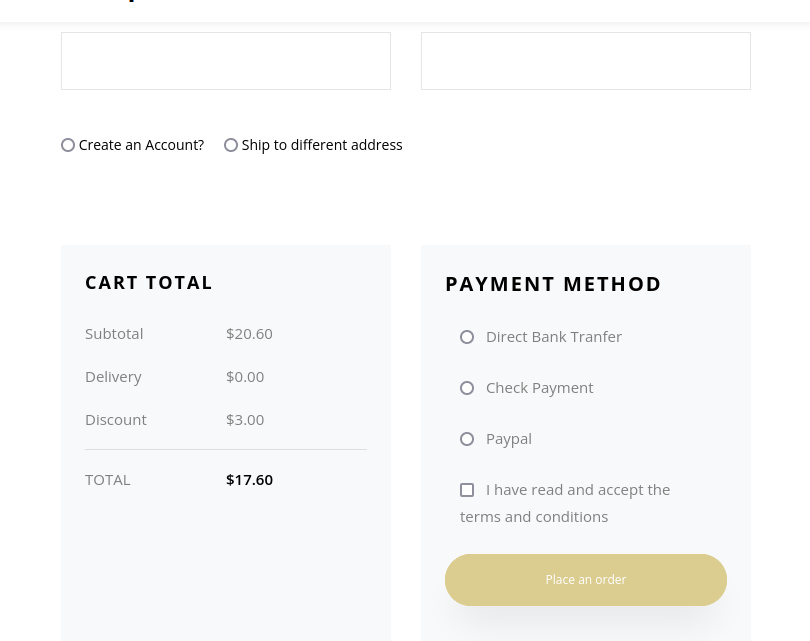 Create an Account? Ship to different address
CART TOTAL
Subtotal $20.60
Delivery $0.00
Discount $3.00
TOTAL $17.60
PAYMENT METHOD
Direct Bank Tranfer
Check Payment
Paypal
I have read and accept the
terms and conditions
Place an order